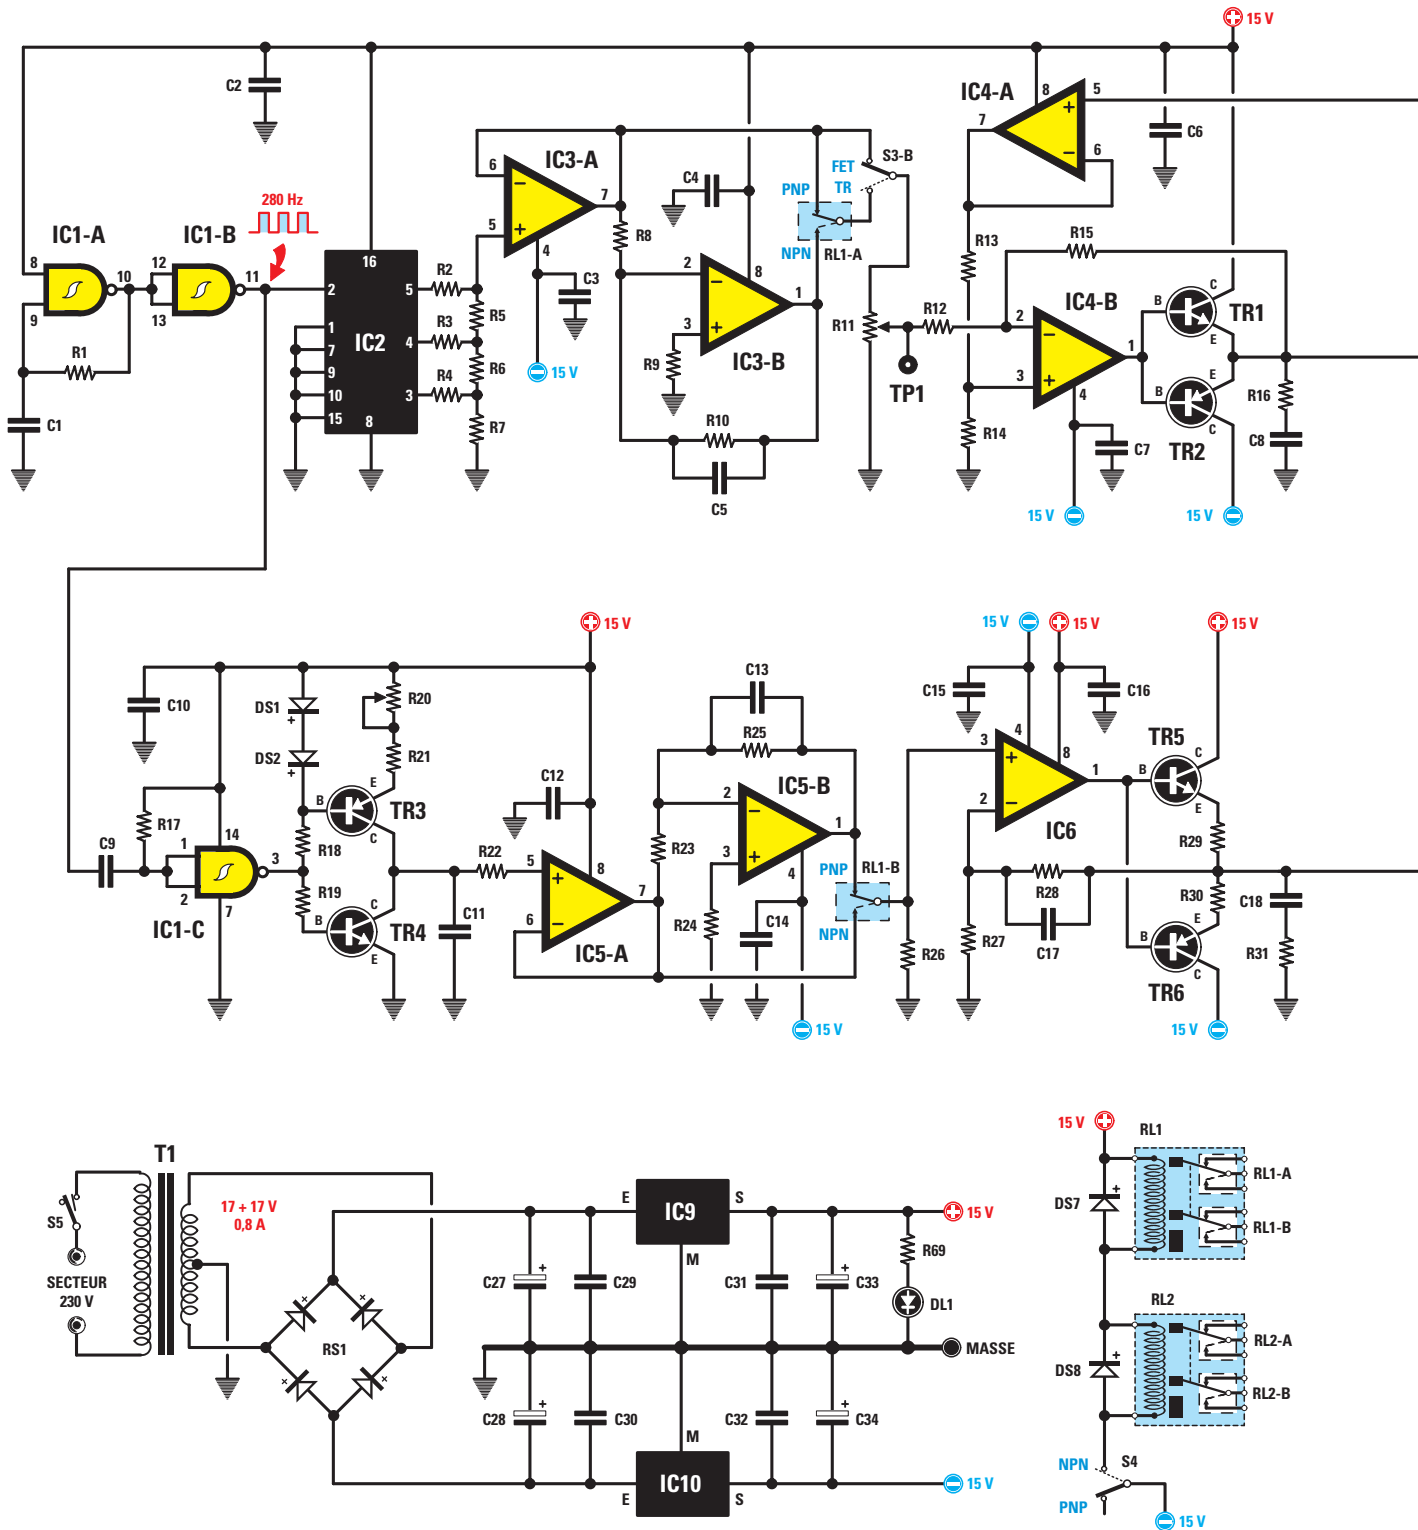 15 V
IC4-A
8
5
7
6
C6
C2
IC3-A
6
7
5
4
C4
S3-B
FET
TR
PNP
NPN
RL1-A
280 Hz
IC1-A
IC1-B
8
10
12
11
9
13
R1
C1
16
2
5
1
7
4
IC2
9
10
3
15
8
R2
R3
R4
R5
R6
R7
C3
15 V
R8
2
8
1
3
IC3-B
R9
R10
C5
R11
R12
TP1
R13
R14
R15
IC4-B
2
1
3
4
C7
B
C
E
TR1
E
B
C
TR2
R16
C8
15 V
15 V
15 V
15 V
15 V
15 V
C10
DS1
+
DS2
+
R20
R21
C13
R25
C15
C16
4
3
8
1
2
IC6
TR5
C
B
E
E
B
C
TR3
C12
IC5-B
2
1
3
4
R17
14
C9
1
3
2
7
IC1-C
R18
R19
C
B
E
TR4
C11
R22
5
8
7
6
IC5-A
R23
R24
C14
PNP
RL1-B
NPN
R26
R27
R28
C17
R29
R30
C18
R31
E
B
C
TR6
15 V
15 V
T1
S5
SECTEUR
230 V
17 + 17 V
0,8 A
RS1
E
IC9
S
M
15 V
C27
+
C29
C31
+
C33
R69
DL1
MASSE
C28
+
C30
C32
+
C34
M
E
IC10
S
15 V
15 V
RL1
DS7
+
RL1-A
RL1-B
RL2
DS8
+
RL2-A
RL2-B
NPN
S4
PNP
15 V